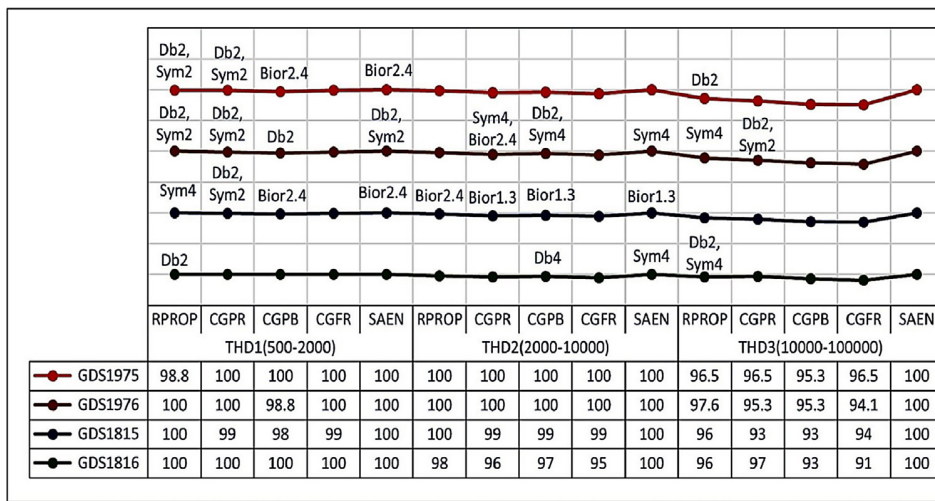 Db2, Sym2
Db2, Sym2
Bior2.4
Bior2.4
Db2
Db2, Sym2
Db2, Sym2
Db2
Db2, Sym2
Sym4, Bior2.4
Db2, Sym4
Sym4
Sym4
Db2, Sym2
Sym4
Db2, Sym2
Bior2.4
Bior2.4
Bior2.4
Bior1.3
Bior1.3
Bior1.3
Db2
Db4
Sym4
Db2, Sym4
RPROP CGPR CGPB CGFR SAEN RPROP CGPR CGPB CGFR SAEN RPROP CGPR CGPB CGFR SAEN
THD1(500-2000) THD2(2000-10000) THD3(10000-100000)
GDS1975 98.8 100 100 100 100 100 100 100 100 100 96.5 96.5 95.3 96.5 100
GDS1976 100 100 98.8 100 100 100 100 100 100 100 97.6 95.3 95.3 94.1 100
GDS1815 100 99 98 99 100 100 99 99 99 100 96 93 93 94 100
GDS1816 100 100 100 100 100 98 96 97 95 100 96 97 93 91 100